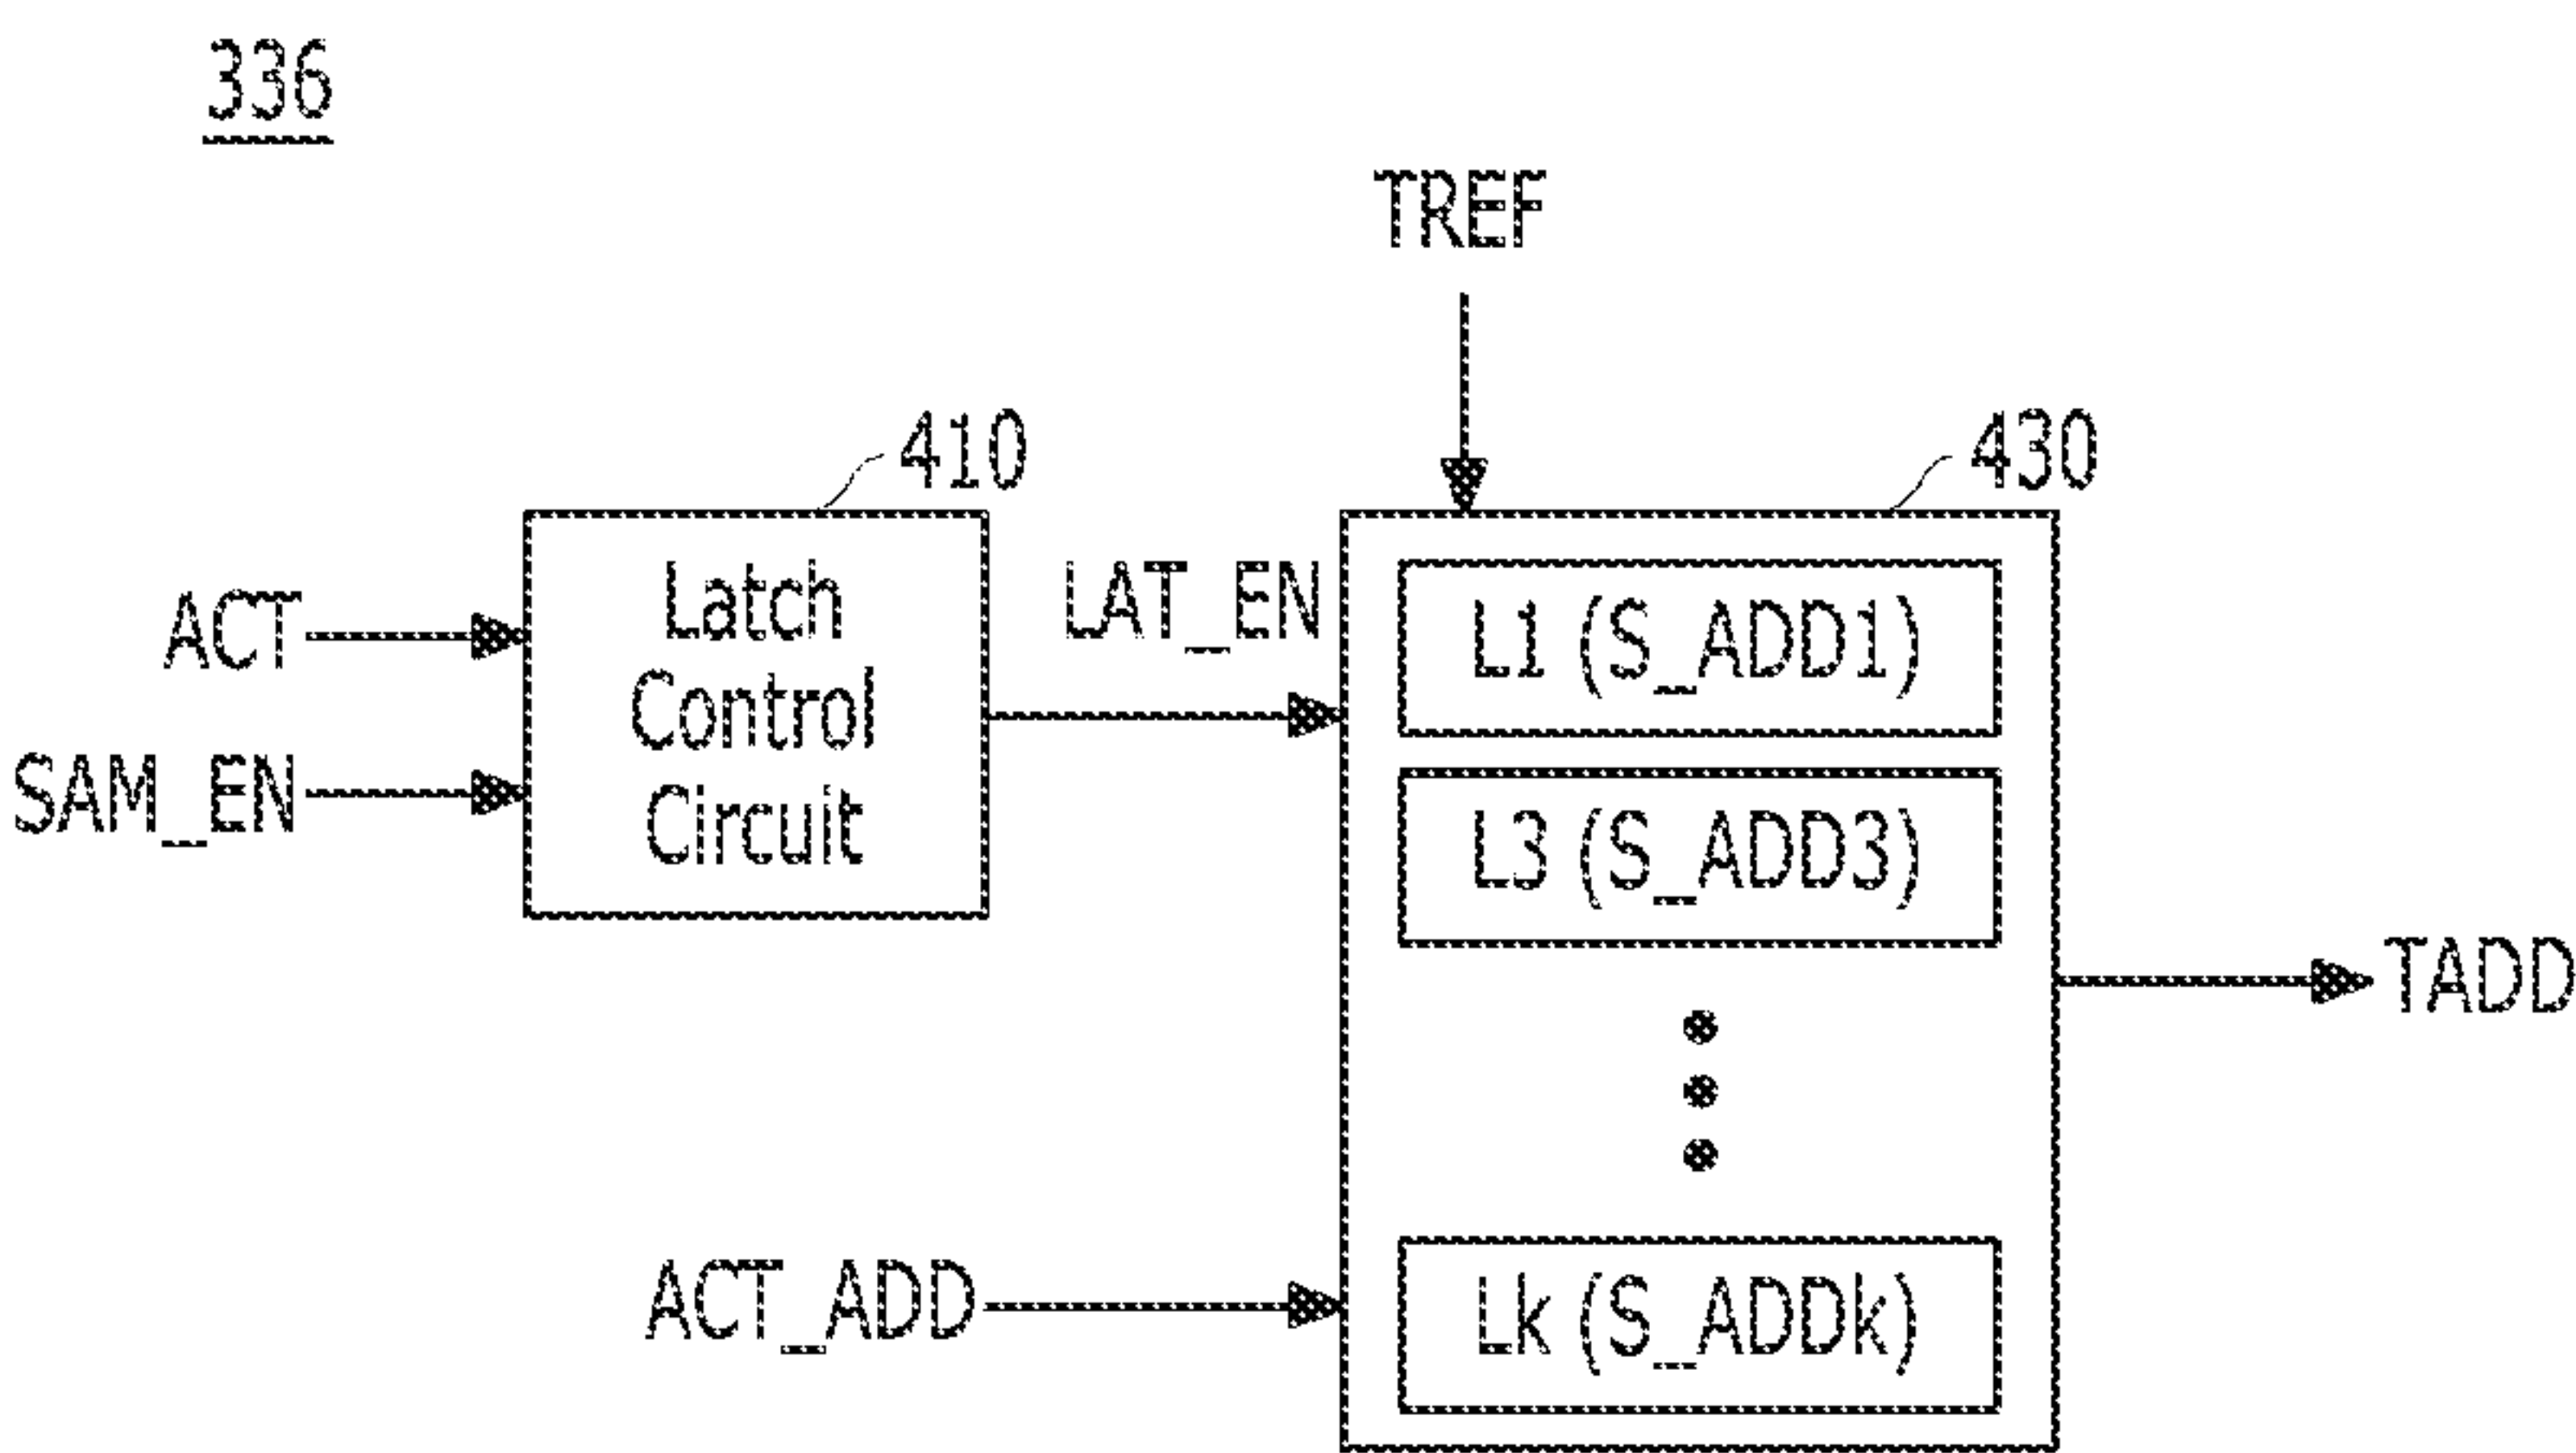 336
TREF
410
430
ACT
SAM_EN
Latch
Control
Circuit
LAT_EN
L1 (S_ADD1)
L3 (S_ADD3)
Lk (S_ADDk)
ACT_ADD
TADD